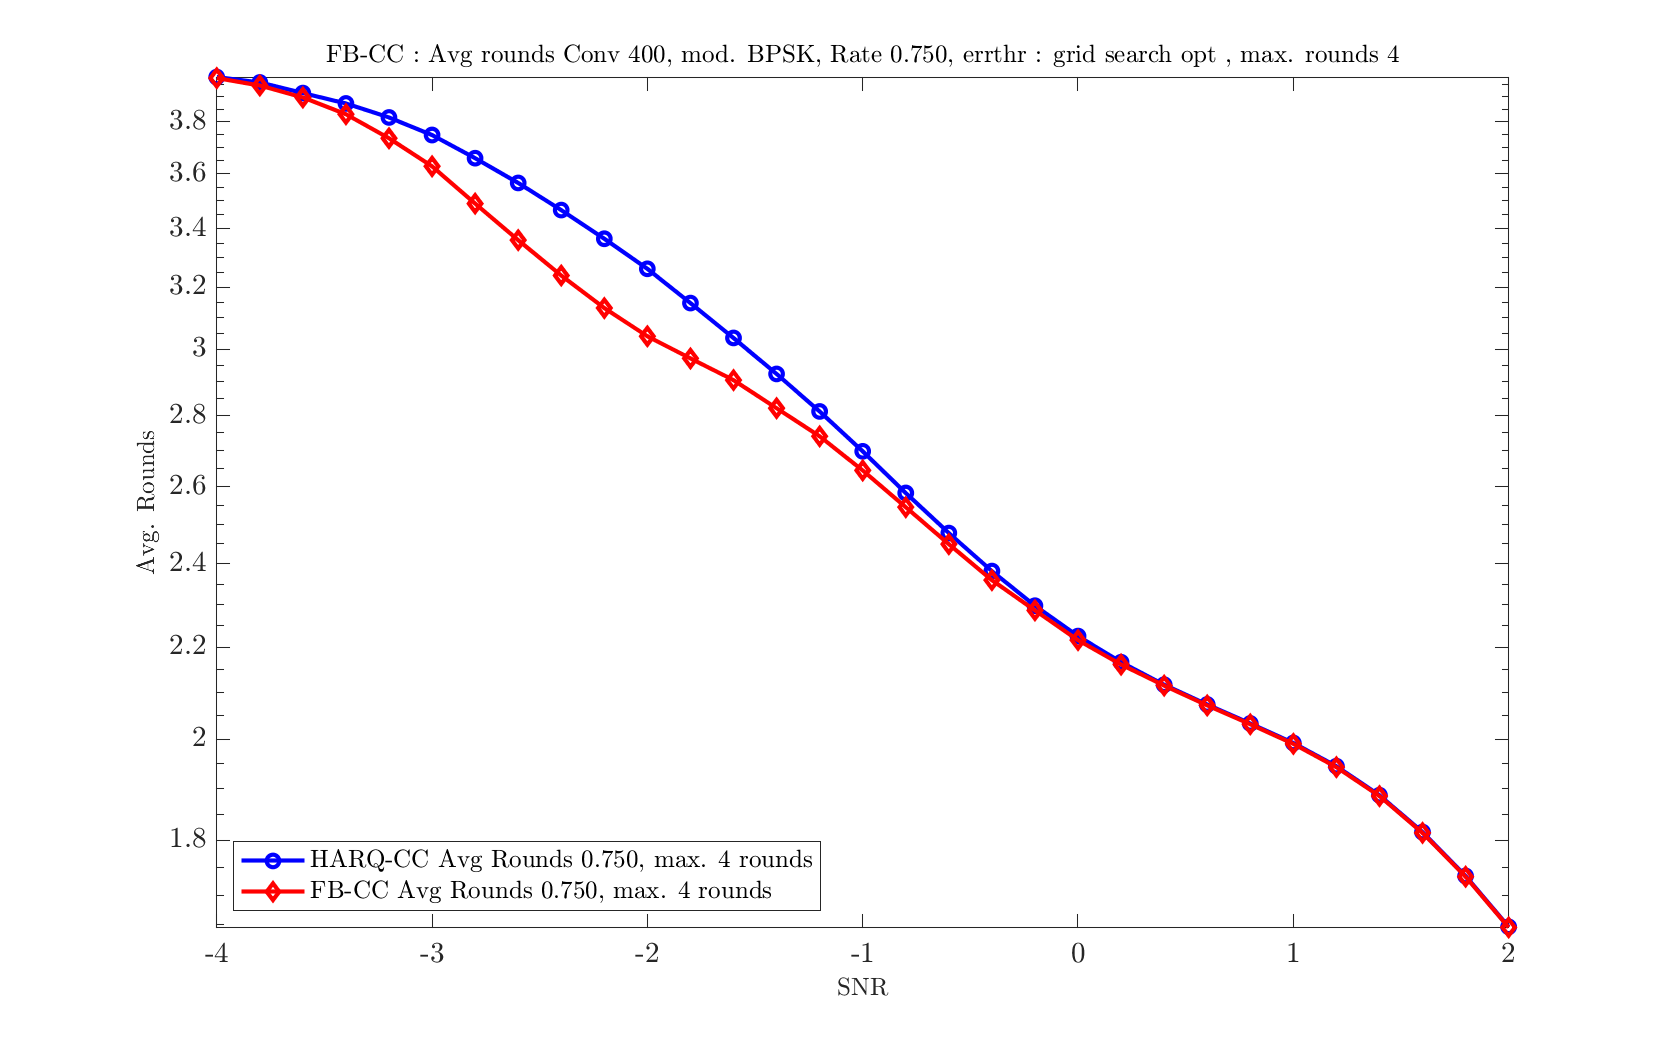 FB-CC : Avg rounds Conv 400, mod. BPSK, Rate 0.750, errthr : grid search opt , max. rounds 4
3.8
3.6
3.4
3.2
3
2.8
2.6
2.4
2.2
2
1.8
Avg. Rounds
HARQ-CC Avg Rounds 0.750, max. 4 rounds
FB-CC Avg Rounds 0.750, max. 4 rounds
-4 -3 -2 -1 0 1 2
SNR